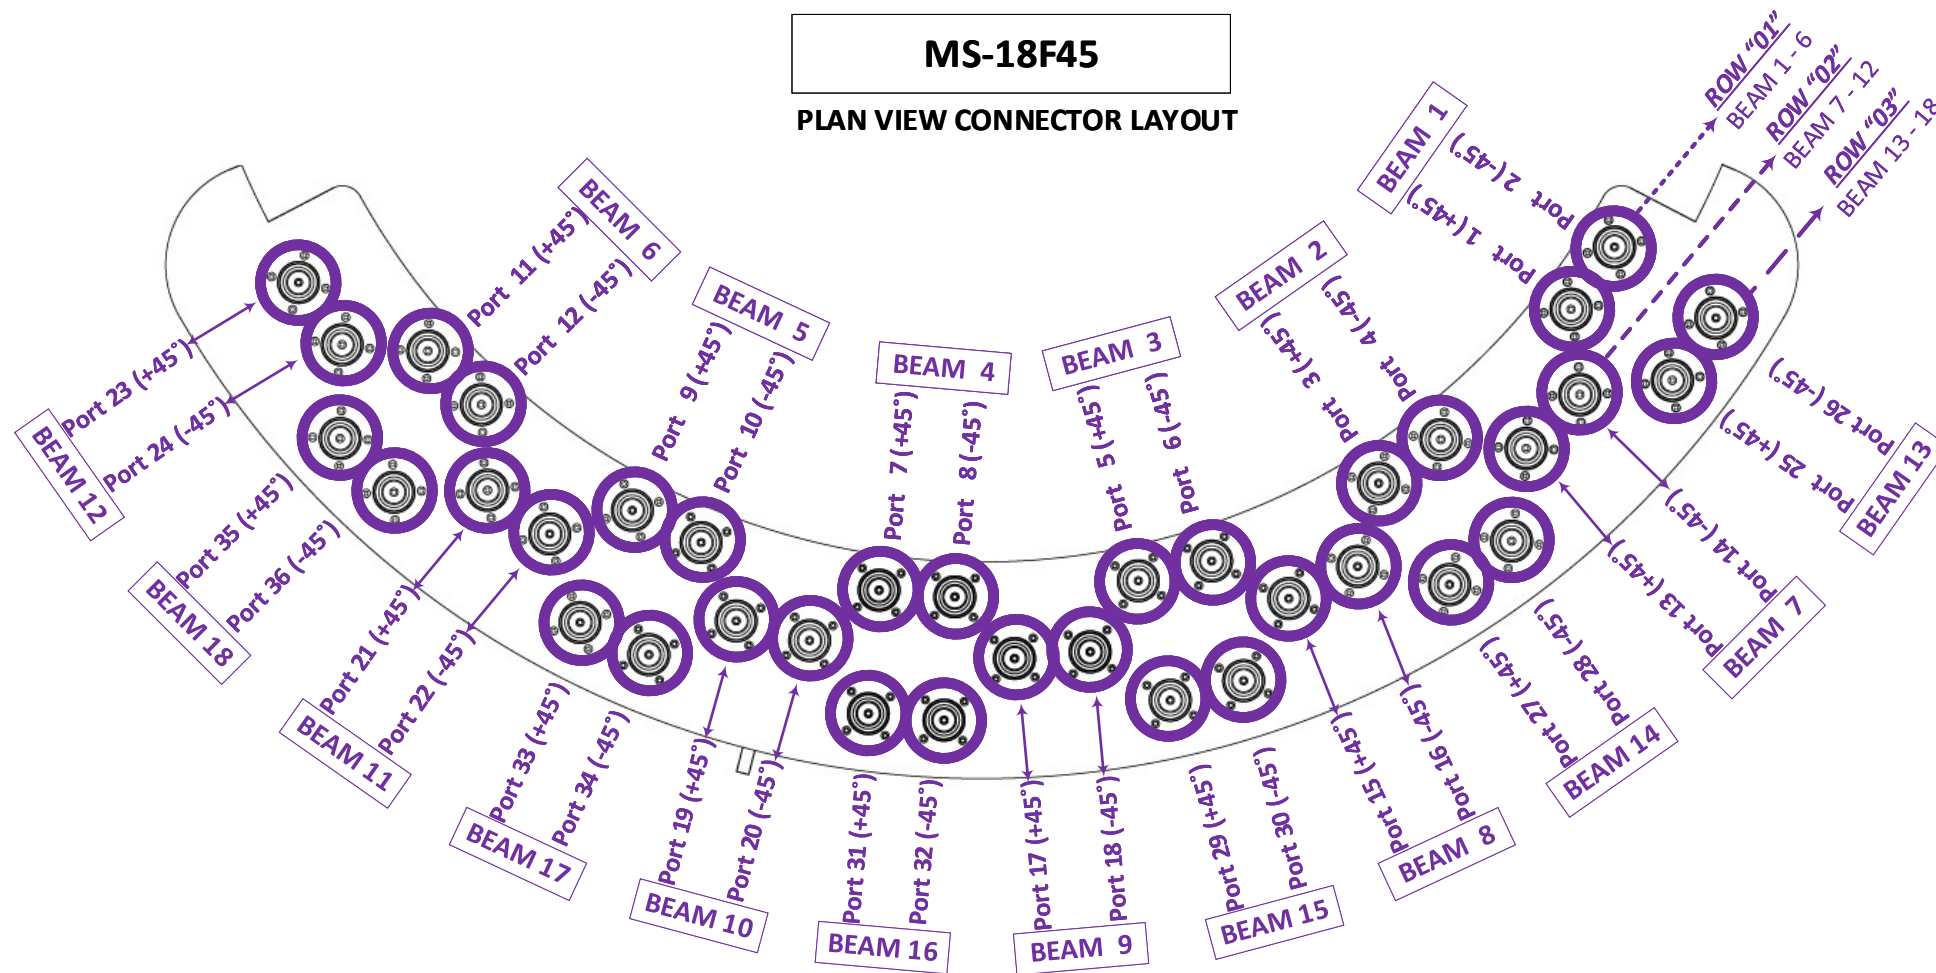 MS-18F45
PLAN VIEW CONNECTOR LAYOUT
ROW “01”
BEAM 1 - 6
ROW “02”
BEAM 7 - 12
ROW “03”
BEAM 13 - 18
BEAM 1
Port 2 (-45°)
Port 1 (+45°)
BEAM 2
Port 4 (-45°)
Port 3 (+45°)
BEAM 3
Port 5 (+45°)
Port 6 (-45°)
BEAM 4
Port 7 (+45°)
Port 8 (-45°)
BEAM 5
Port 9 (+45°)
Port 10 (-45°)
BEAM 6
Port 11 (+45°)
Port 12 (-45°)
Port 23 (+45°)
Port 24 (-45°)
BEAM 12
Port 35 (+45°)
Port 36 (-45°)
BEAM 18
Port 21 (+45°)
Port 22 (-45°)
BEAM 11
Port 33 (+45°)
Port 34 (-45°)
BEAM 17
Port 19 (+45°)
Port 20 (-45°)
BEAM 10
Port 31 (+45°)
Port 32 (-45°)
BEAM 16
Port 17 (+45°)
Port 18 (-45°)
BEAM 9
Port 29 (+45°)
Port 30 (-45°)
BEAM 15
Port 15 (+45°)
Port 16 (-45°)
BEAM 8
Port 27 (+45°)
Port 28 (-45°)
BEAM 14
Port 13 (+45°)
Port 14 (-45°)
BEAM 7
Port 26 (-45°)
Port 25 (+45°)
BEAM 13